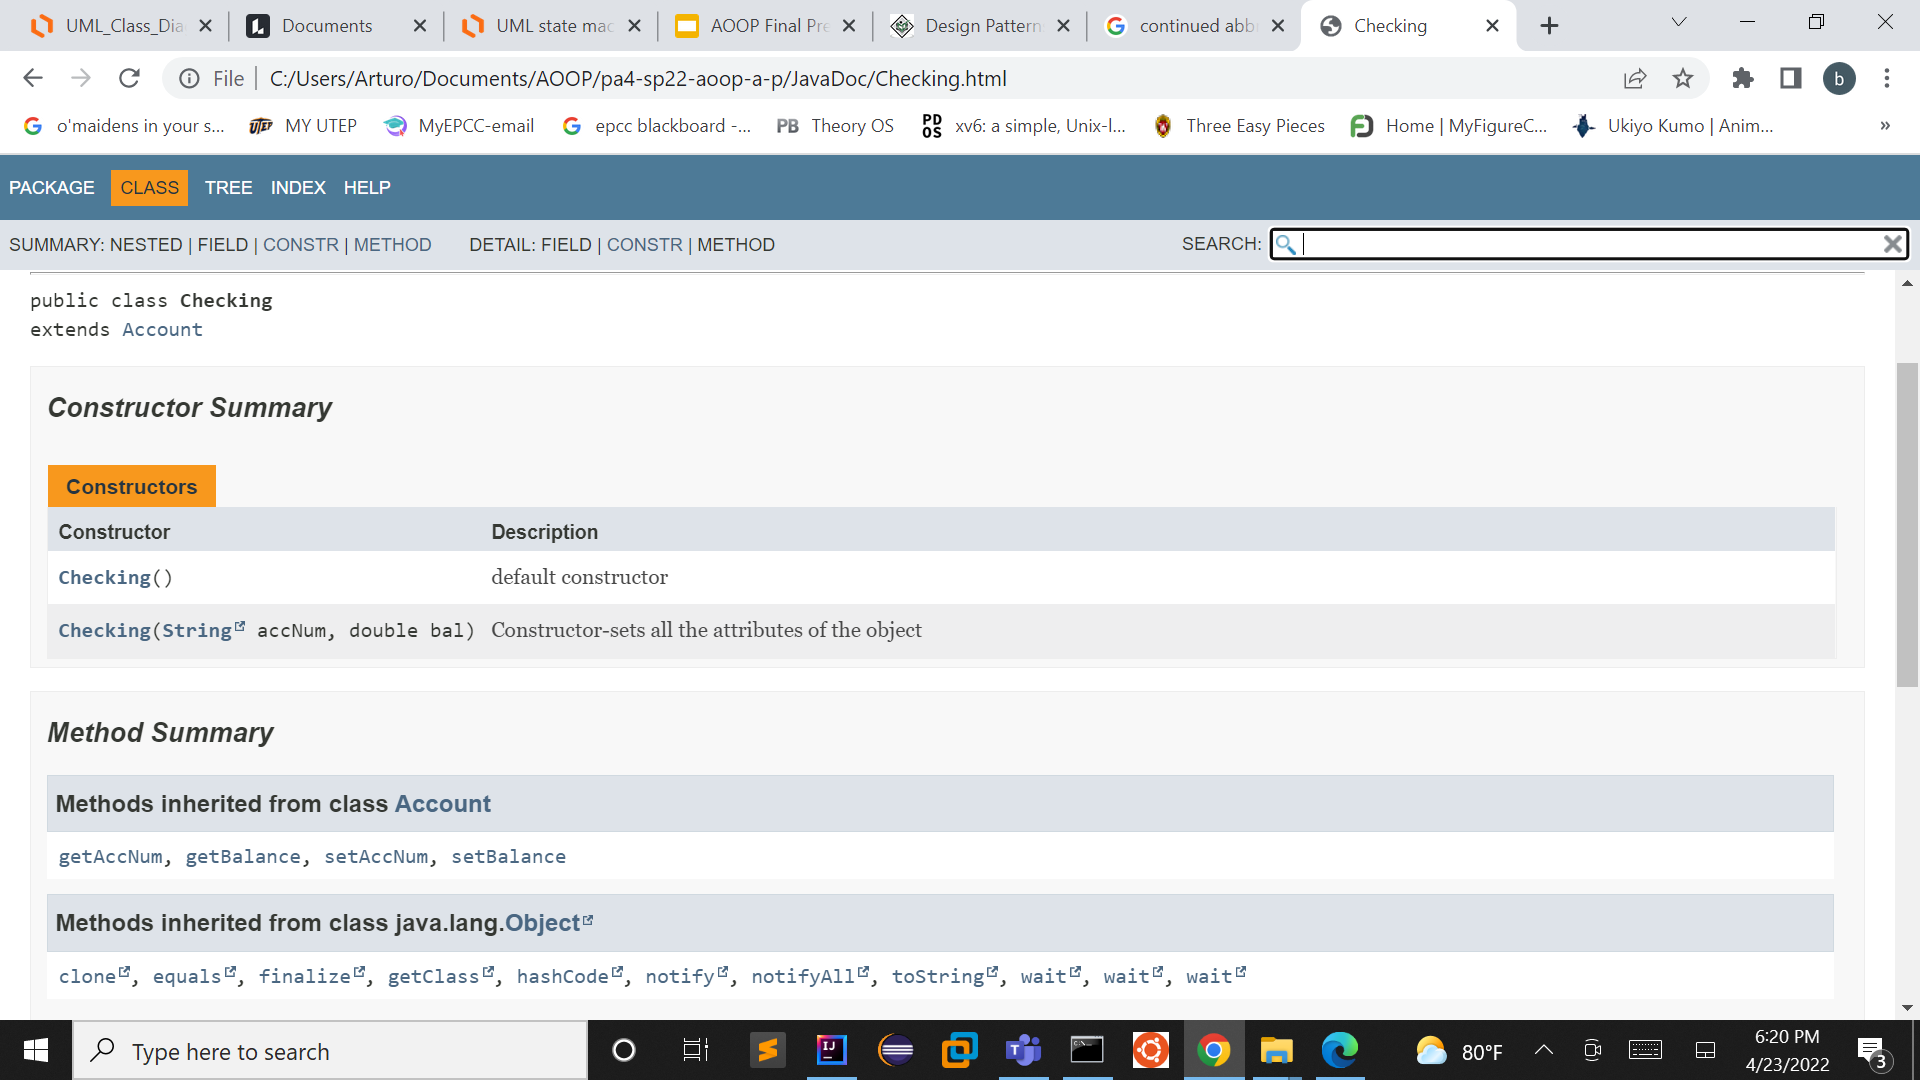 UML_Class_Dia
Documents
UML state mac
AOOP Final Pre
Design Pattern
continued abb
Checking
File
C:/Users/Arturo/Documents/AOOP/pa4-sp22-aoop-a-p/JavaDoc/Checking.html
b
o'maidens in your s...
MY UTEP
MyEPCC-email
epcc blackboard -...
PB Theory OS
PDOS xv6: a simple, Unix-l...
Three Easy Pieces
Home | MyFigureC...
Ukiyo Kumo | Anim...
»
PACKAGE CLASS TREE INDEX HELP
SUMMARY: NESTED | FIELD | CONSTR | METHOD DETAIL: FIELD | CONSTR | METHOD SEARCH:
public class Checking
extends Account
Constructor Summary
Constructors
Constructor Description
Checking() default constructor
Checking(String accNum, double bal) Constructor-sets all the attributes of the object
Method Summary
Methods inherited from class Account
getAccNum, getBalance, setAccNum, setBalance
Methods inherited from class java.lang.Object
clone, equals, finalize, getClass, hashCode, notify, notifyAll, toString, wait, wait, wait
Type here to search
80°F
6:20 PM
4/23/2022
3